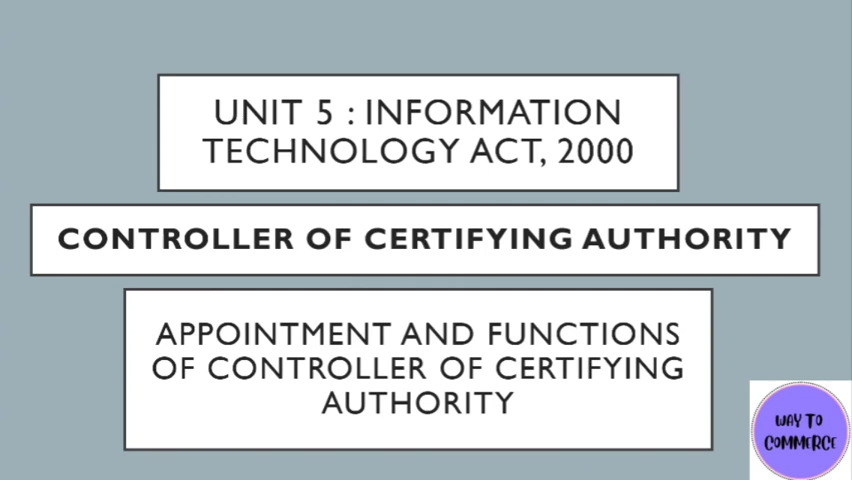 UNIT 5 : INFORMATION
TECHNOLOGY ACT, 2000
CONTROLLER OF CERTIFYING AUTHORITY
APPOINTMENT AND FUNCTIONS
OF CONTROLLER OF CERTIFYING
AUTHORITY
WAY TO
COMMERCE